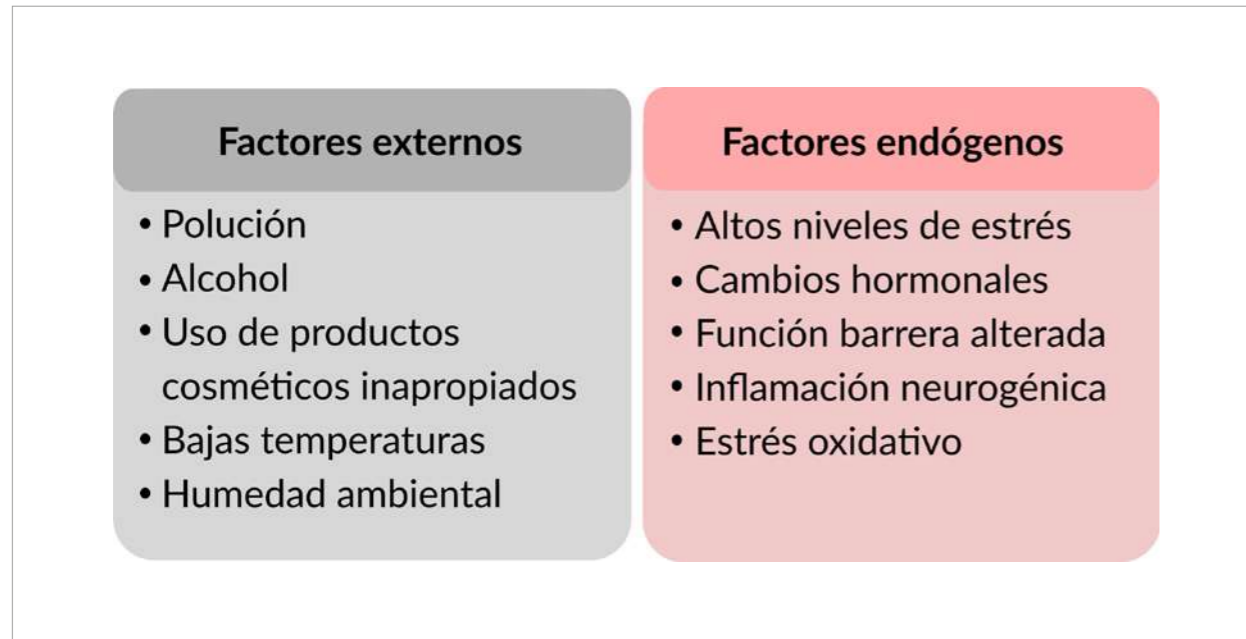 Factores externos
• Polución
• Alcohol
• Uso de productos
cosméticos inapropiados
• Bajas temperaturas
• Humedad ambiental
Factores endógenos
• Altos niveles de estrés
• Cambios hormonales
• Función barrera alterada
• Inflamación neurogénica
• Estrés oxidativo